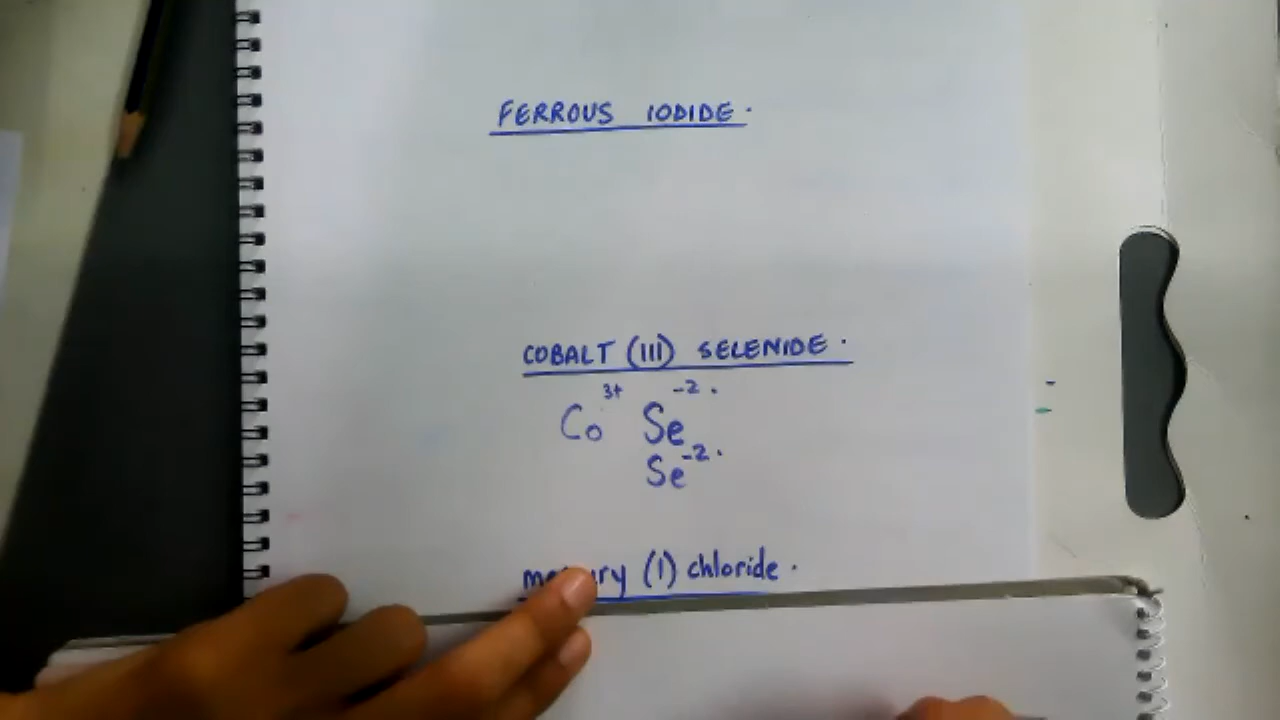 FERROUS IODIDE.
COBALT (III) SELENIDE.
Co³⁺ Se⁻².
Se⁻².
(I) chloride.